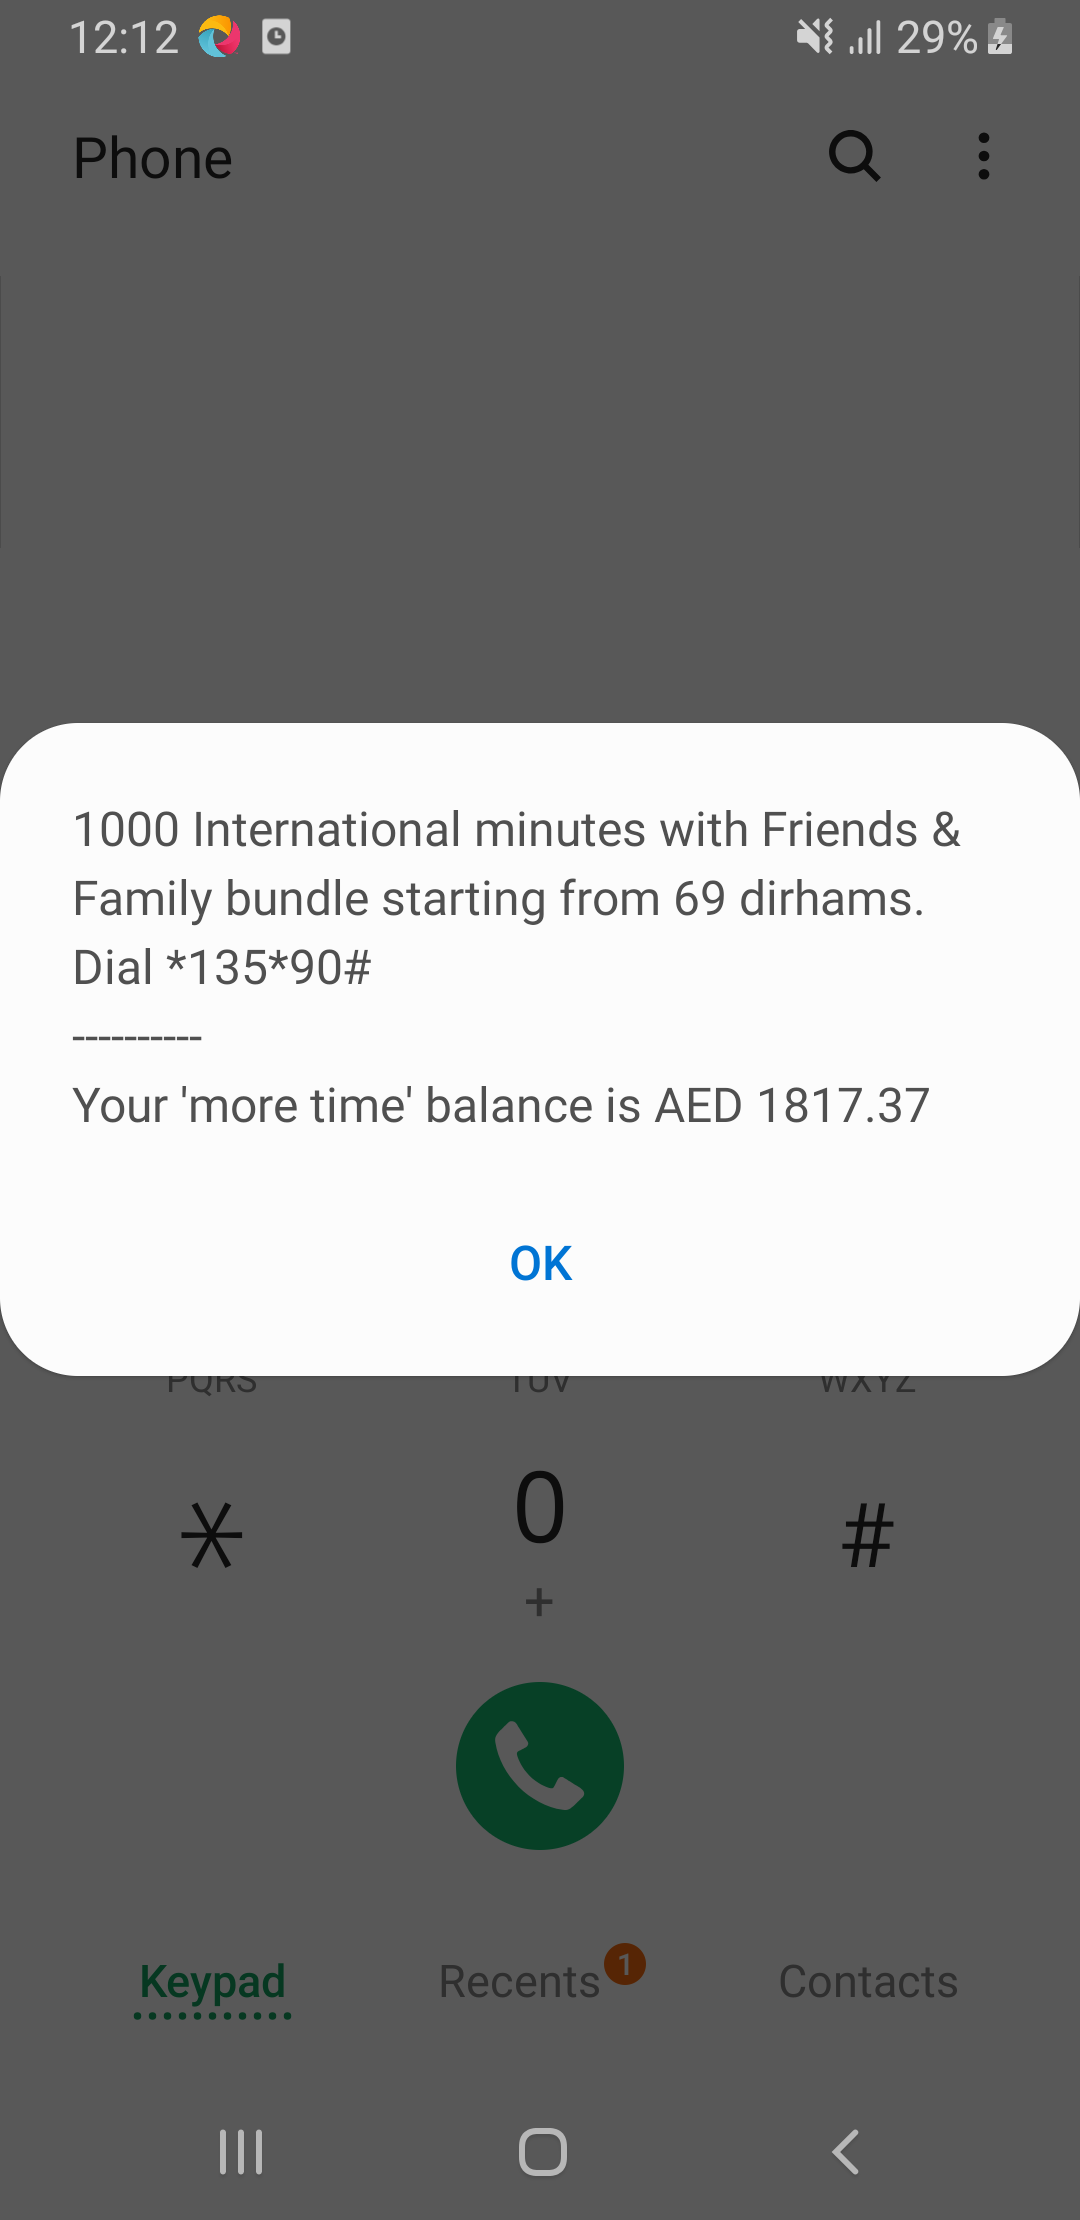 12:12
29%
Phone
1000 International minutes with Friends &
Family bundle starting from 69 dirhams.
Dial *135*90#
----------
Your 'more time' balance is AED 1817.37
OK
PQRS TUV WXYZ
* 0 #
+
Keypad Recents 1 Contacts